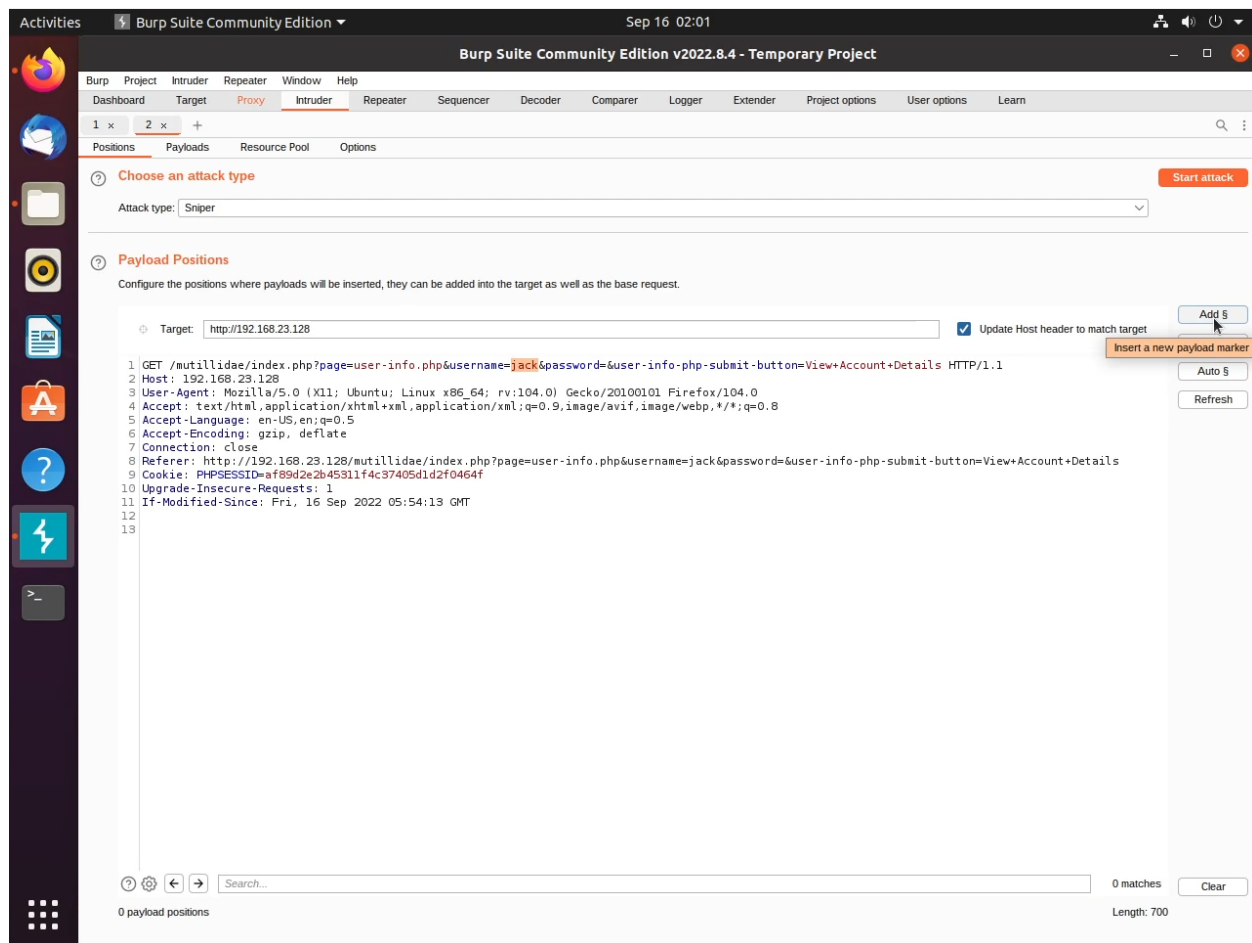 Activities Burp Suite Community Edition Sep 16 02:01
Burp Suite Community Edition v2022.8.4 - Temporary Project
Burp Project Intruder Repeater Window Help
Dashboard Target Proxy Intruder Repeater Sequencer Decoder Comparer Logger Extender Project options User options Learn
1 × 2 × +
Positions Payloads Resource Pool Options
Choose an attack type Start attack
Attack type: Sniper
Payload Positions
Configure the positions where payloads will be inserted, they can be added into the target as well as the base request.
Add §
Target: http://192.168.23.128 Update Host header to match target
Insert a new payload marker
1 GET /mutillidae/index.php?page=user-info.php&username=jack&password=&user-info-php-submit-button=View+Account+Details HTTP/1.1
Auto §
2 Host: 192.168.23.128
3 User-Agent: Mozilla/5.0 (X11; Ubuntu; Linux x86_64; rv:104.0) Gecko/20100101 Firefox/104.0
Refresh
4 Accept: text/html,application/xhtml+xml,application/xml;q=0.9,image/avif,image/webp,*/*;q=0.8
5 Accept-Language: en-US,en;q=0.5
6 Accept-Encoding: gzip, deflate
7 Connection: close
8 Referer: http://192.168.23.128/mutillidae/index.php?page=user-info.php&username=jack&password=&user-info-php-submit-button=View+Account+Details
9 Cookie: PHPSESSID=af89d2e2b45311f4c37405d1d2f0464f
10 Upgrade-Insecure-Requests: 1
11 If-Modified-Since: Fri, 16 Sep 2022 05:54:13 GMT
12
13
Search... 0 matches Clear
0 payload positions Length: 700